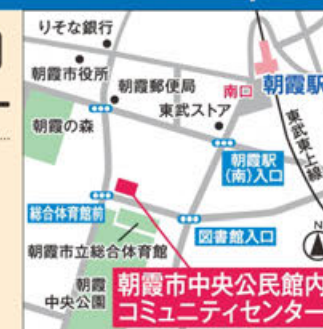 りそな銀行
朝霞市役所
朝霞郵便局
南口
朝霞駅
東武ストア
東武東上線
朝霞の森
朝霞駅
(南)入口
総合体育館前
図書館入口
N
朝霞市立総合体育館
朝霞
中央公園
朝霞市中央公民館内
コミュニティセンター